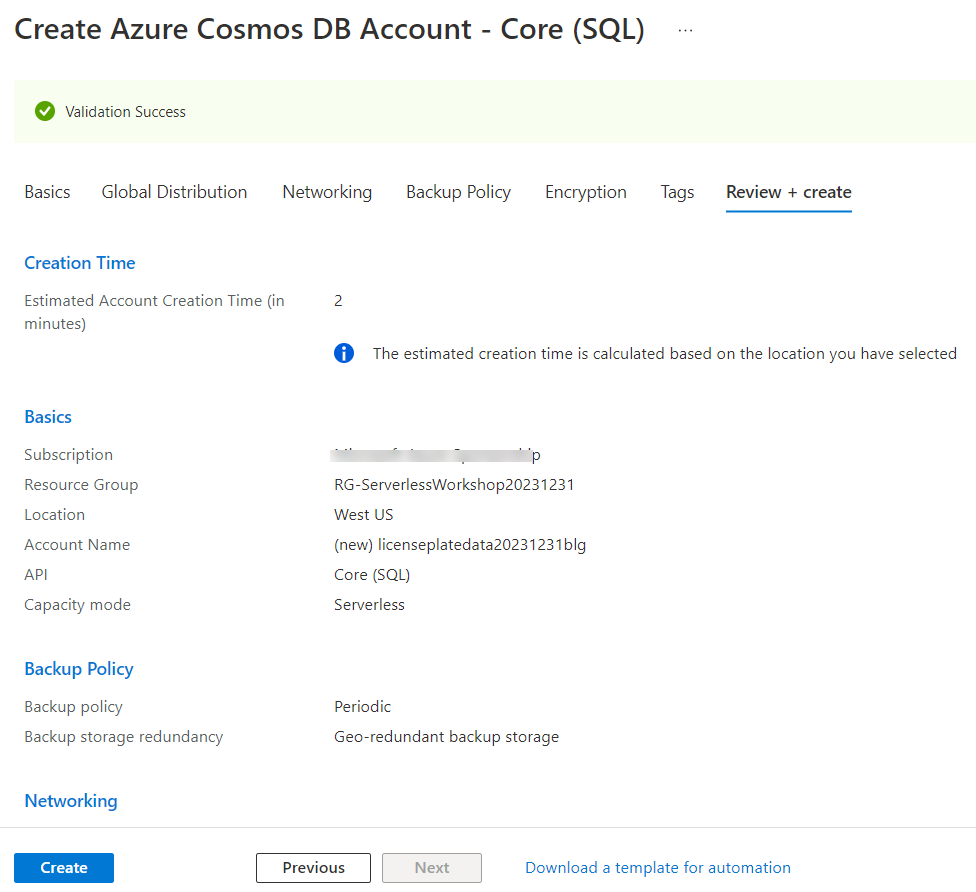 Create Azure Cosmos DB Account - Core (SQL) ...
Validation Success
Basics Global Distribution Networking Backup Policy Encryption Tags Review + create
Creation Time
Estimated Account Creation Time (in
minutes)
2
The estimated creation time is calculated based on the location you have selected
Basics
Subscription
Resource Group RG-ServerlessWorkshop20231231
Location West US
Account Name (new) licenseplatedata20231231blg
API Core (SQL)
Capacity mode Serverless
Backup Policy
Backup policy Periodic
Backup storage redundancy Geo-redundant backup storage
Networking
Create Previous Next Download a template for automation